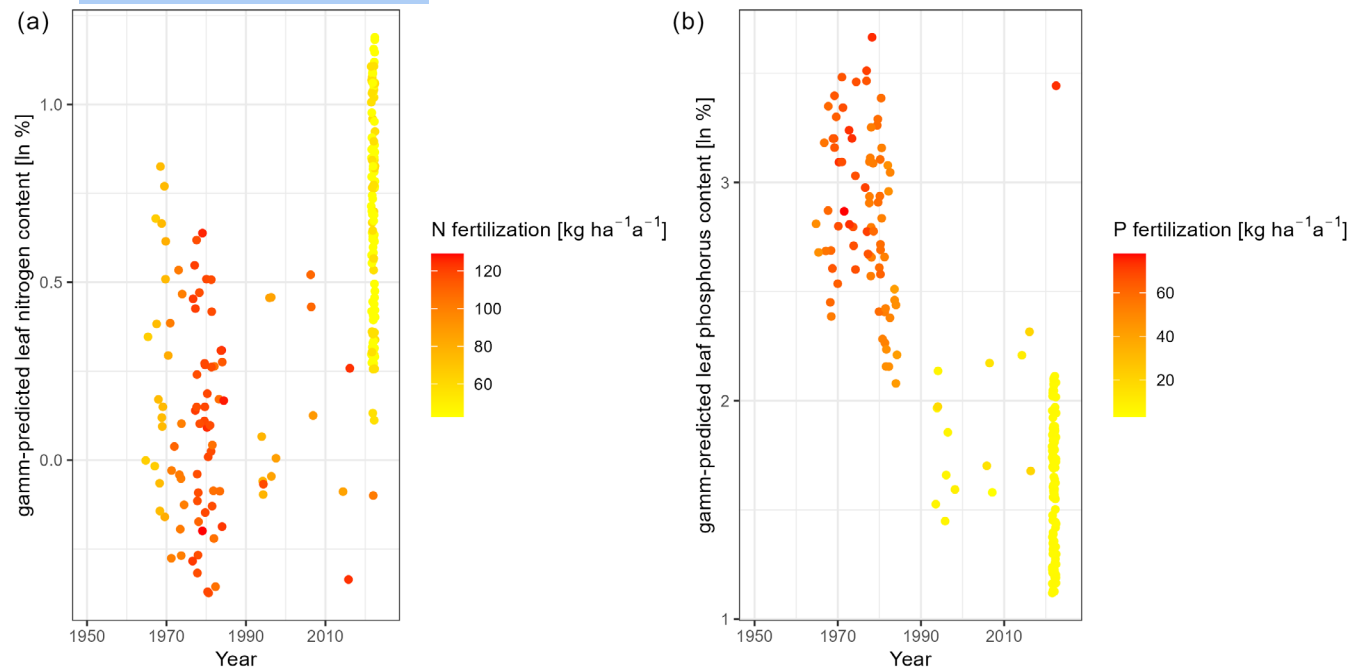 (a)
gamm-predicted leaf nitrogen content [ln %]
1.0
0.5
0.0
1950 1970 1990 2010
Year
N fertilization [kg ha⁻¹a⁻¹]
120
100
80
60
(b)
gamm-predicted leaf phosphorus content [ln %]
3
2
1
1950 1970 1990 2010
Year
P fertilization [kg ha⁻¹a⁻¹]
60
40
20